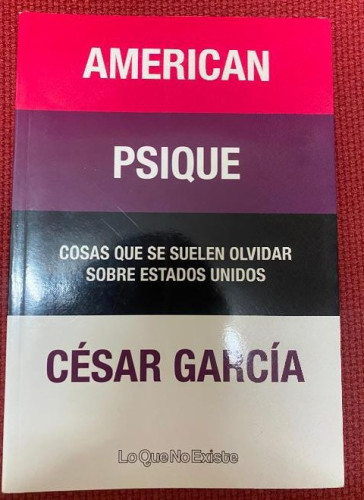 AMERICAN
PSIQUE
COSAS QUE SE SUELEN OLVIDAR
SOBRE ESTADOS UNIDOS
CÉSAR GARCÍA
LoQueNoExiste